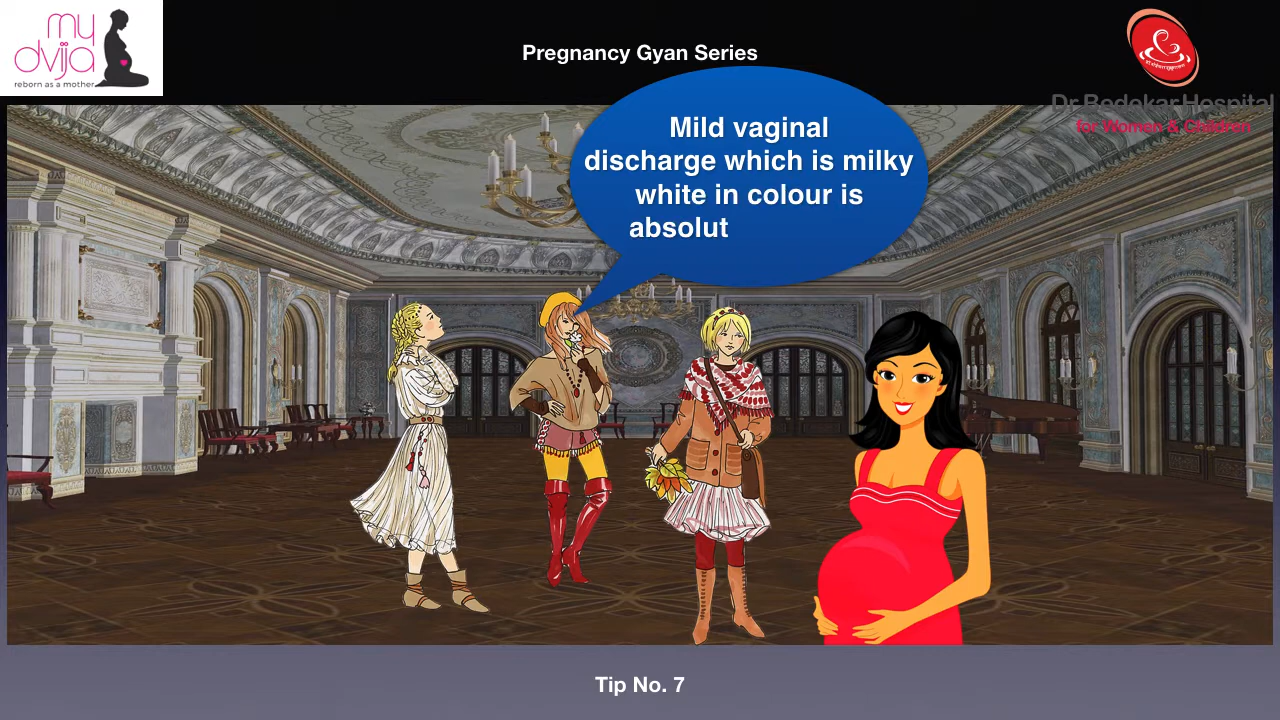 my
dvija
reborn as a mother
Pregnancy Gyan Series
Dr.Bedekar Hospital
for Women & Children
Mild vaginal
discharge which is milky
white in colour is
absolut
Tip No. 7